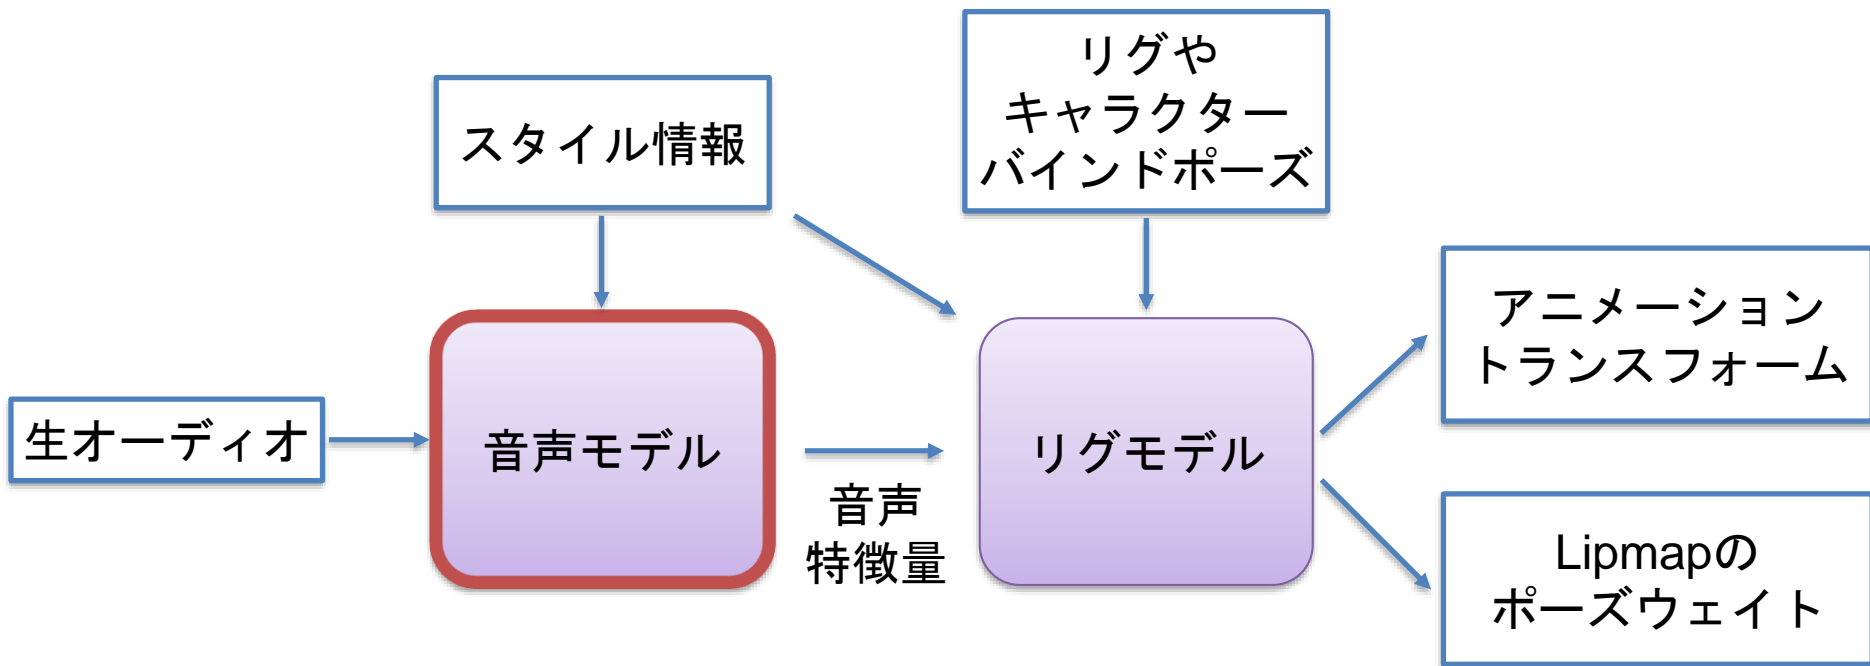 リグや
キャラクター
バインドポーズ
スタイル情報
アニメーション
トランスフォーム
生オーディオ
音声モデル
リグモデル
音声
特徴量
Lipmapの
ポーズウェイト